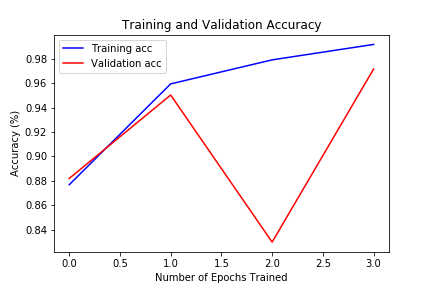 Training and Validation Accuracy
Training acc
Validation acc
Accuracy (%)
0.98
0.96
0.94
0.92
0.90
0.88
0.86
0.84
0.0 0.5 1.0 1.5 2.0 2.5 3.0
Number of Epochs Trained